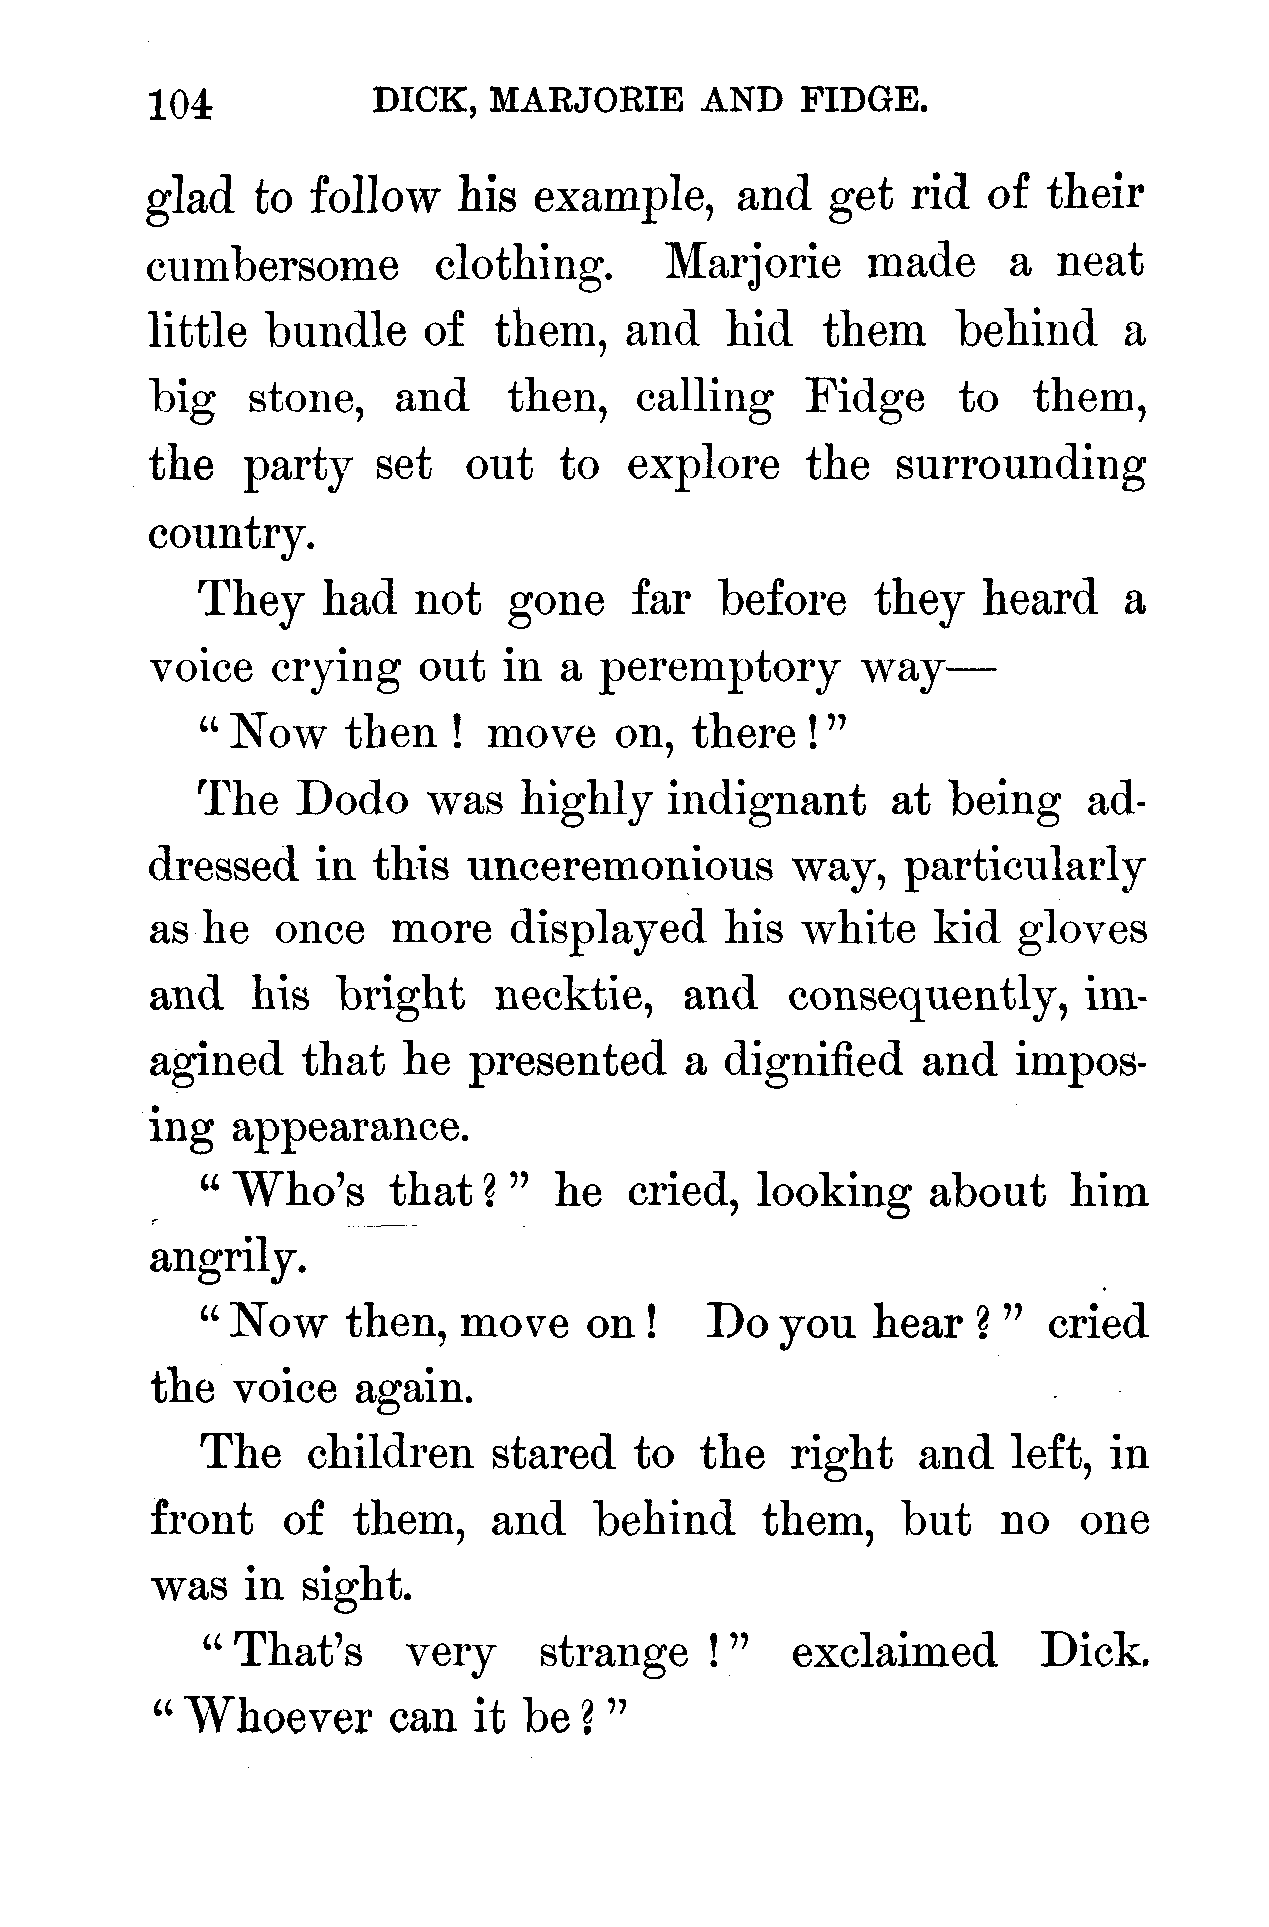 104 DICK, MARJORIE AND FIDGE.
glad to follow his example, and get rid of their
cumbersome clothing. Marjorie made a neat
little bundle of them, and hid them behind a
big stone, and then, calling Fidge to them,
the party set out to explore the surrounding
country.
They had not gone far before they heard a
voice crying out in a peremptory way—
“ Now then ! move on, there ! ”
The Dodo was highly indignant at being ad-
dressed in this unceremonious way, particularly
as he once more displayed his white kid gloves
and his bright necktie, and consequently, im-
agined that he presented a dignified and impos-
ing appearance.
“ Who’s that ? ” he cried, looking about him
angrily.
“ Now then, move on ! Do you hear ? ” cried
the voice again.
The children stared to the right and left, in
front of them, and behind them, but no one
was in sight.
“ That’s very strange ! ” exclaimed Dick.
“ Whoever can it be ? ”